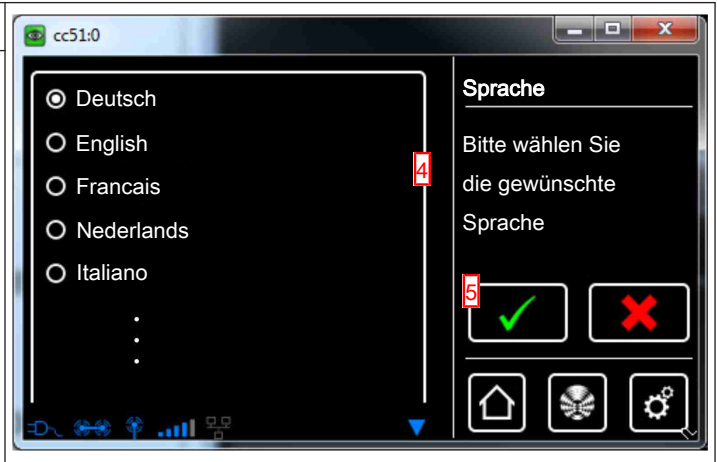 cc51:0
Deutsch
English
Francais
Nederlands
Italiano
4
Sprache
Bitte wählen Sie
die gewünschte
Sprache
5